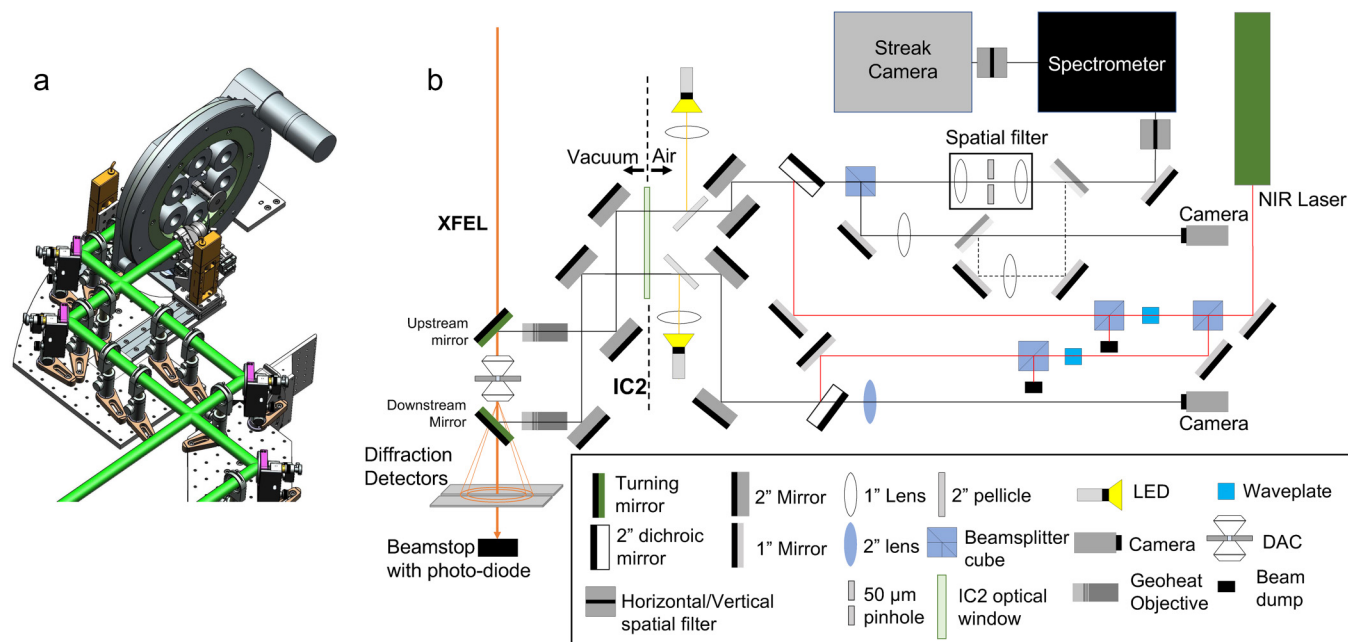 a
b
Streak
Camera
Spectrometer
NIR Laser
Spatial filter
Vacuum
Air
XFEL
Camera
Upstream
mirror
IC2
Downstream
Mirror
Camera
Diffraction
Detectors
Beamstop
with photo-diode
Turning
mirror
2” Mirror
1” Lens
2” pellicle
LED
Waveplate
2” dichroic
mirror
1” Mirror
2” lens
Beamsplitter
cube
Camera
DAC
Horizontal/Vertical
spatial filter
50 µm
pinhole
IC2 optical
window
Geoheat
Objective
Beam
dump